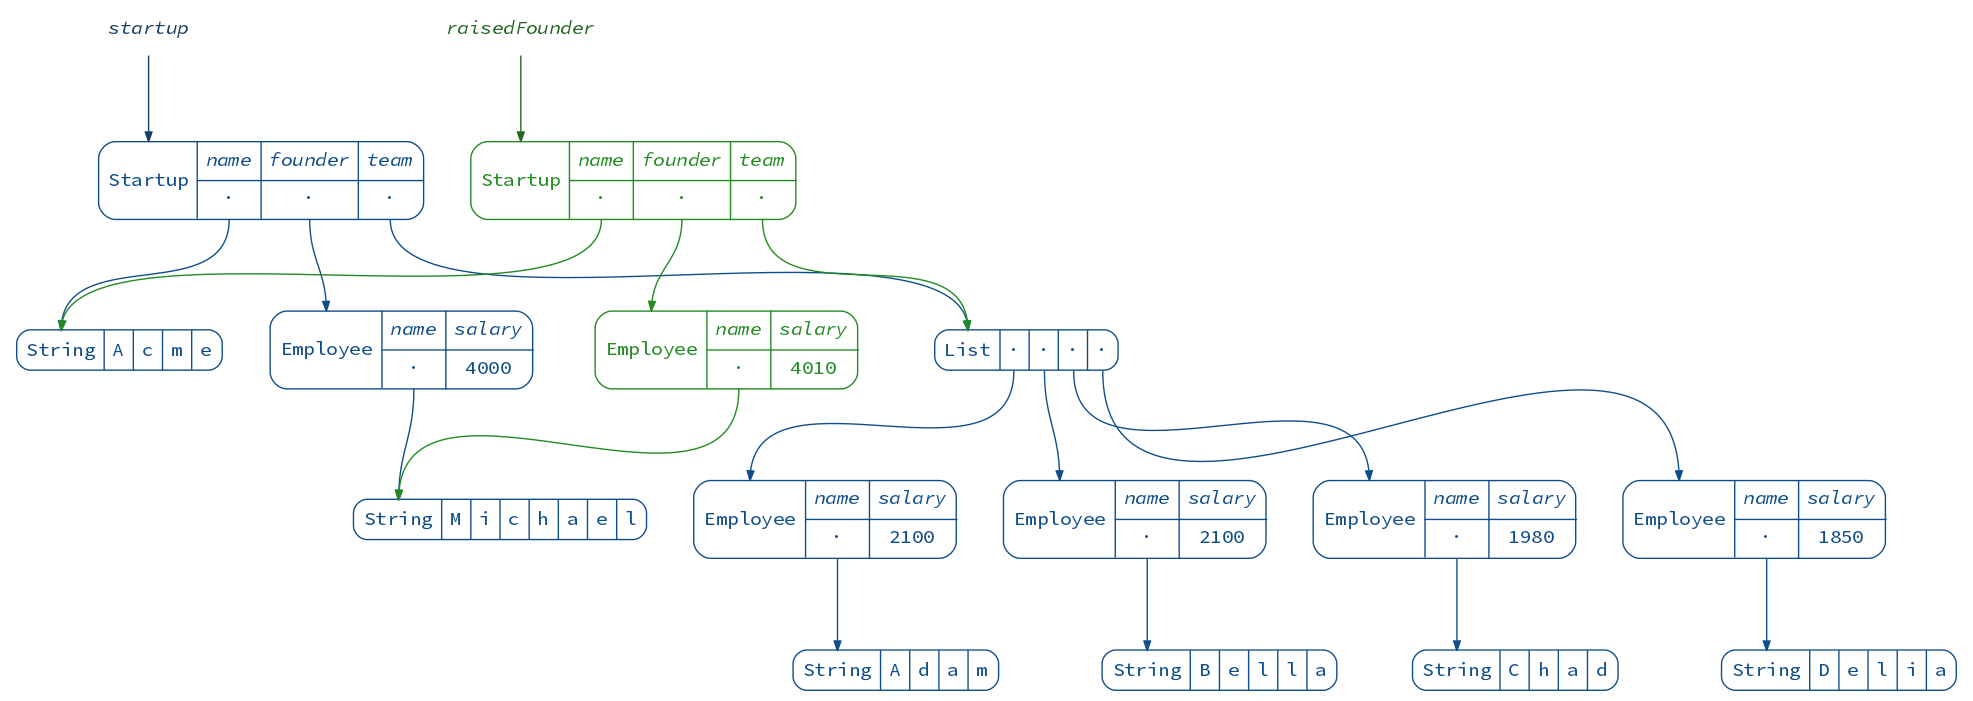 startup raisedFounder
name founder team name founder team
Startup Startup
· · · · · ·
name salary name salary
String A c m e Employee Employee List · · · ·
· 4000 · 4010
name salary name salary name salary name salary
String M i c h a e l Employee Employee Employee Employee
· 2100 · 2100 · 1980 · 1850
String A d a m String B e l l a String C h a d String D e l i a